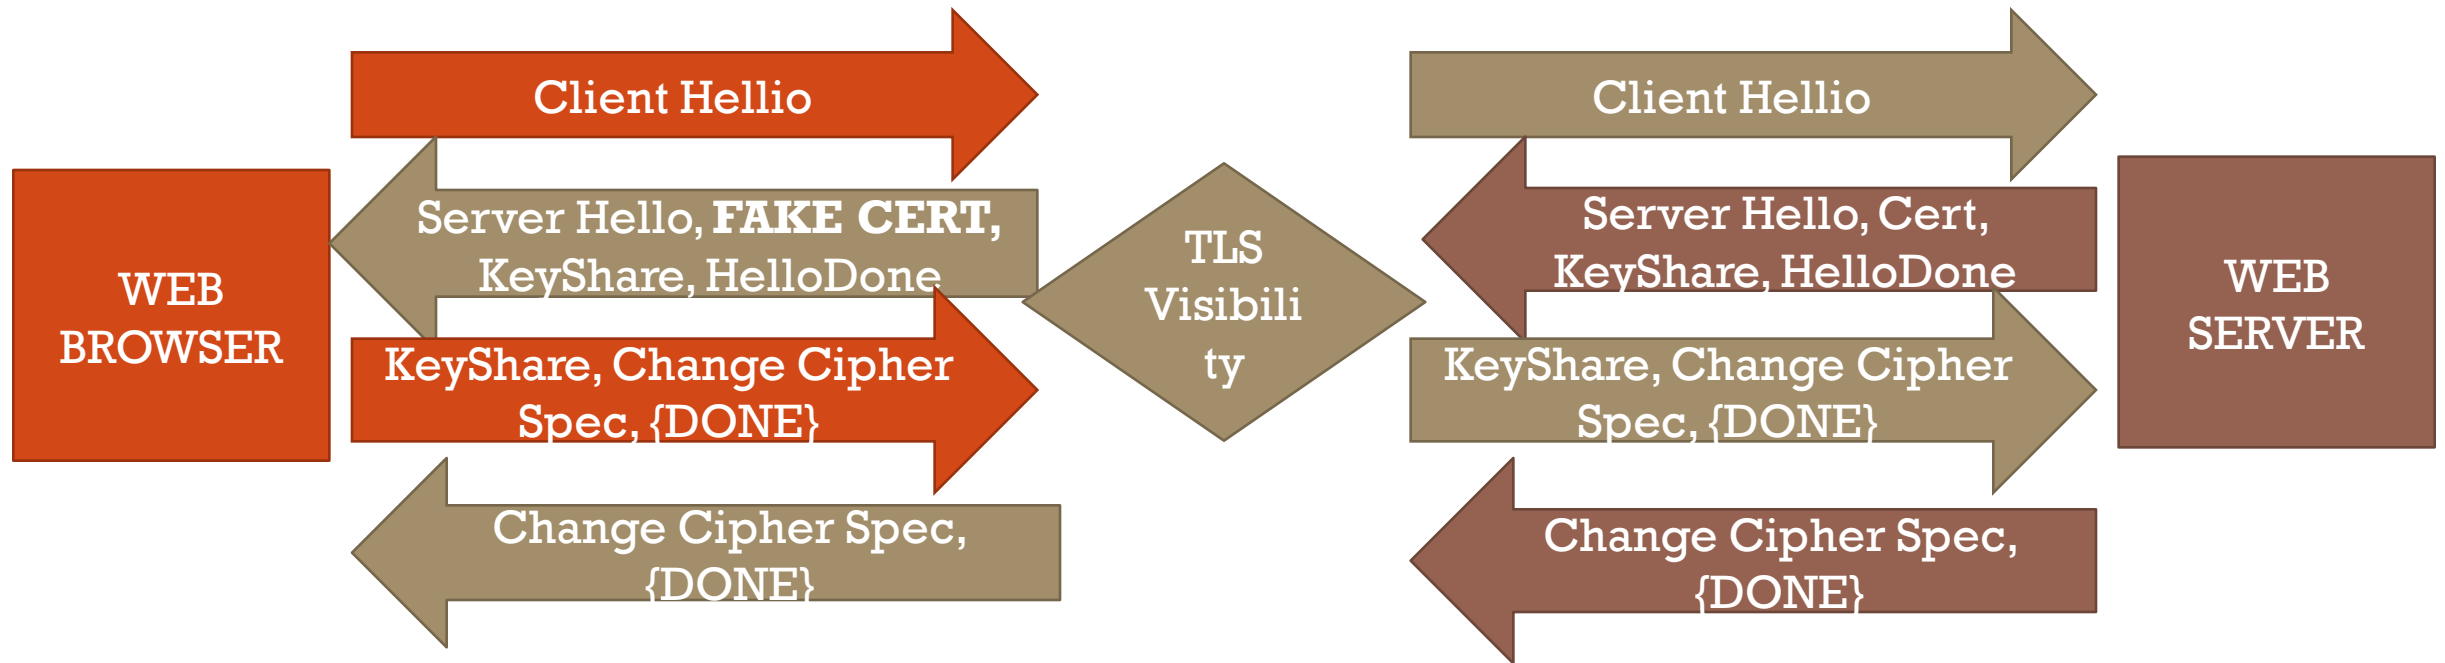 Client Hellio
Server Hello, FAKE CERT,
KeyShare, HelloDone
WEB
BROWSER
KeyShare, Change Cipher
Spec, {DONE}
Change Cipher Spec,
{DONE}
TLS
Visibili
ty
Client Hellio
Server Hello, Cert,
KeyShare, HelloDone
KeyShare, Change Cipher
Spec, {DONE}
Change Cipher Spec,
{DONE}
WEB
SERVER